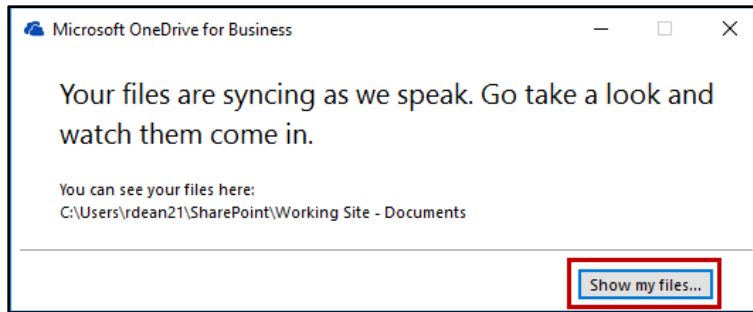 Microsoft OneDrive for Business
Your files are syncing as we speak. Go take a look and
watch them come in.
You can see your files here:
C:\Users\rdean21\SharePoint\Working Site - Documents
Show my files...